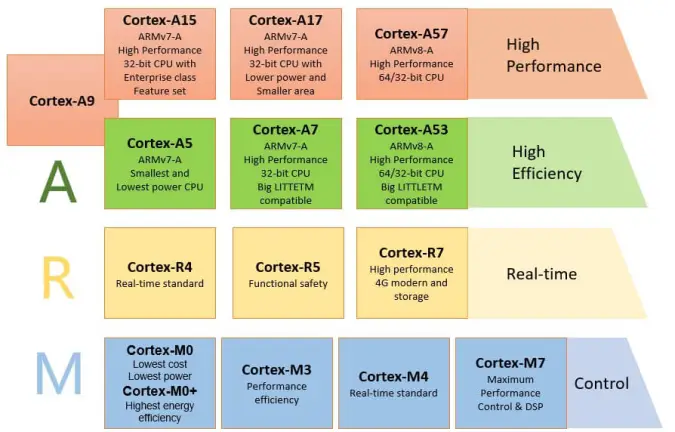 Cortex-A9
Cortex-A15
ARMv7-A
High Performance
32-bit CPU with
Enterprise class
Feature set
Cortex-A17
ARMv7-A
High Performance
32-bit CPU with
Lower power and
Smaller area
Cortex-A57
ARMv8-A
High Performance
64/32-bit CPU
High
Performance
A
Cortex-A5
ARMv7-A
Smallest and
Lowest power CPU
Cortex-A7
ARMv7-A
High Performance
32-bit CPU
Big LITTETM
compatible
Cortex-A53
ARMv8-A
High Performance
64/32-bit CPU
Big LITTLETM
compatible
High
Efficiency
R
Cortex-R4
Real-time standard
Cortex-R5
Functional safety
Cortex-R7
High performance
4G modern and
storage
Real-time
M
Cortex-M0
Lowest cost
Lowest power
Cortex-M0+
Highest energy
efficiency
Cortex-M3
Performance
efficiency
Cortex-M4
Real-time standard
Cortex-M7
Maximum
Performance
Control & DSP
Control